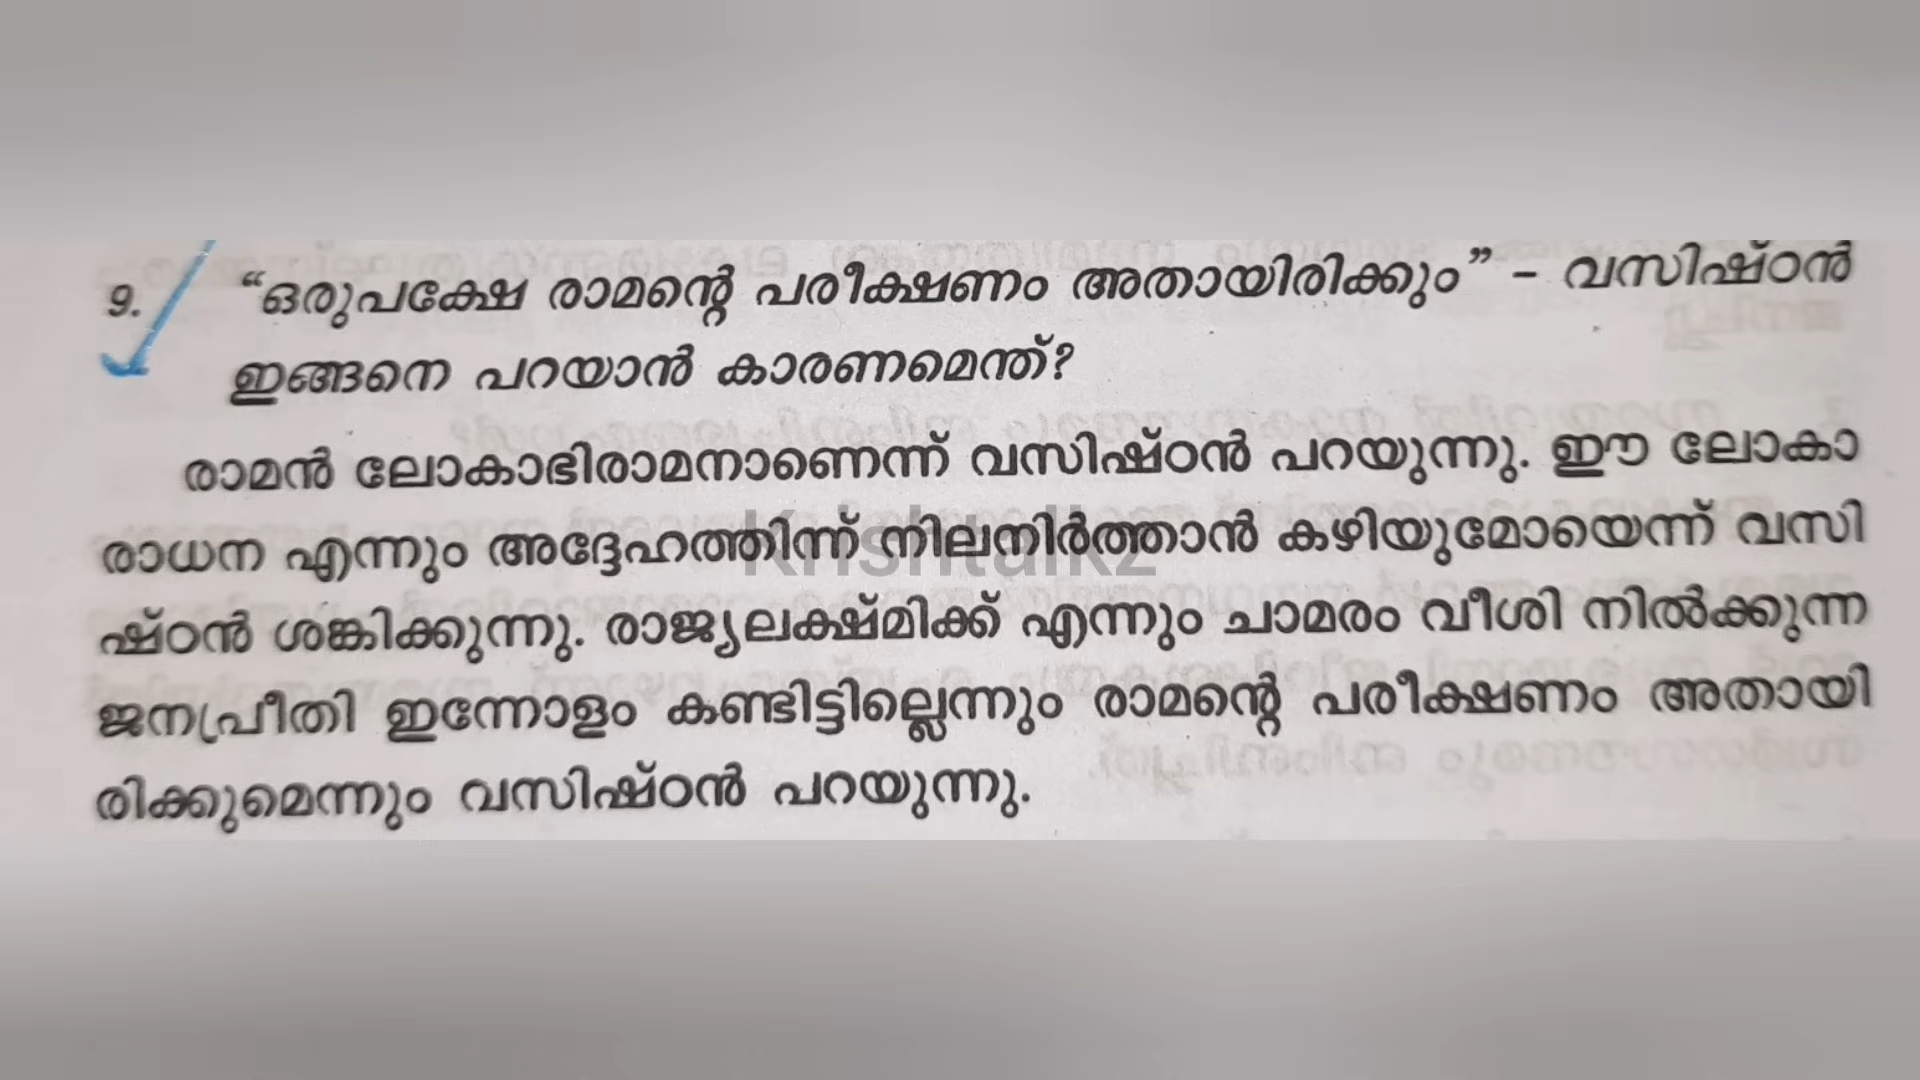 9. “ഒരുപക്ഷേ രാമന്റെ പരീക്ഷണം അതായിരിക്കും” - വസിഷ്ഠൻ
ഇങ്ങനെ പറയാൻ കാരണമെന്ത്?
രാമൻ ലോകാഭിരാമനാണെന്ന് വസിഷ്ഠൻ പറയുന്നു. ഈ ലോകാ
രാധന എന്നും അദ്ദേഹത്തിന്ന് നിലനിർത്താൻ കഴിയുമോയെന്ന് വസി
ഷ്ഠൻ ശങ്കിക്കുന്നു. രാജ്യലക്ഷ്മിക്ക് എന്നും ചാമരം വീശി നിൽക്കുന്ന
ജനപ്രീതി ഇന്നോളം കണ്ടിട്ടില്ലെന്നും രാമന്റെ പരീക്ഷണം അതായി
രിക്കുമെന്നും വസിഷ്ഠൻ പറയുന്നു.
Krishtalkz